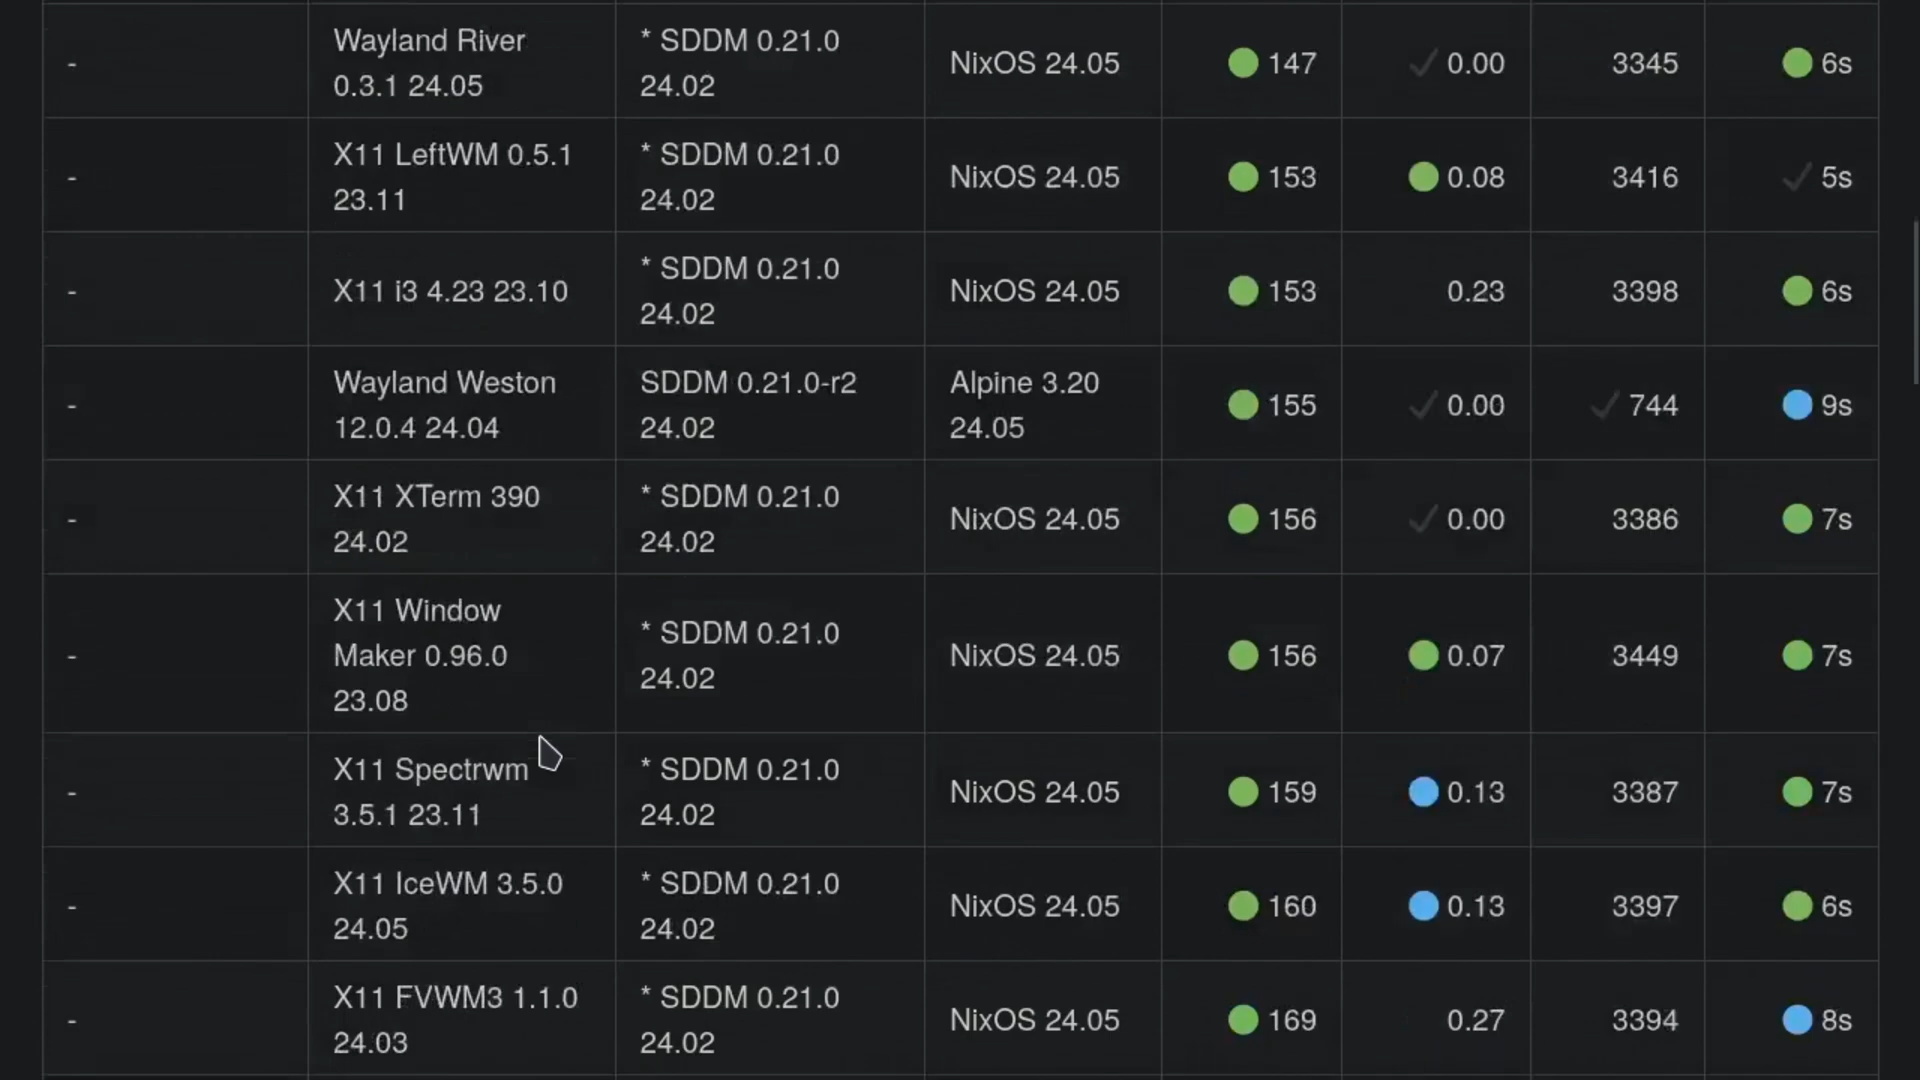 - Wayland River 0.3.1 24.05 * SDDM 0.21.0 24.02 NixOS 24.05 147 0.00 3345 6s
- X11 LeftWM 0.5.1 23.11 * SDDM 0.21.0 24.02 NixOS 24.05 153 0.08 3416 5s
- X11 i3 4.23 23.10 * SDDM 0.21.0 24.02 NixOS 24.05 153 0.23 3398 6s
- Wayland Weston 12.0.4 24.04 SDDM 0.21.0-r2 24.02 Alpine 3.20 24.05 155 0.00 744 9s
- X11 XTerm 390 24.02 * SDDM 0.21.0 24.02 NixOS 24.05 156 0.00 3386 7s
- X11 Window Maker 0.96.0 23.08 * SDDM 0.21.0 24.02 NixOS 24.05 156 0.07 3449 7s
- X11 Spectrwm 3.5.1 23.11 * SDDM 0.21.0 24.02 NixOS 24.05 159 0.13 3387 7s
- X11 IceWM 3.5.0 24.05 * SDDM 0.21.0 24.02 NixOS 24.05 160 0.13 3397 6s
- X11 FVWM3 1.1.0 24.03 * SDDM 0.21.0 24.02 NixOS 24.05 169 0.27 3394 8s